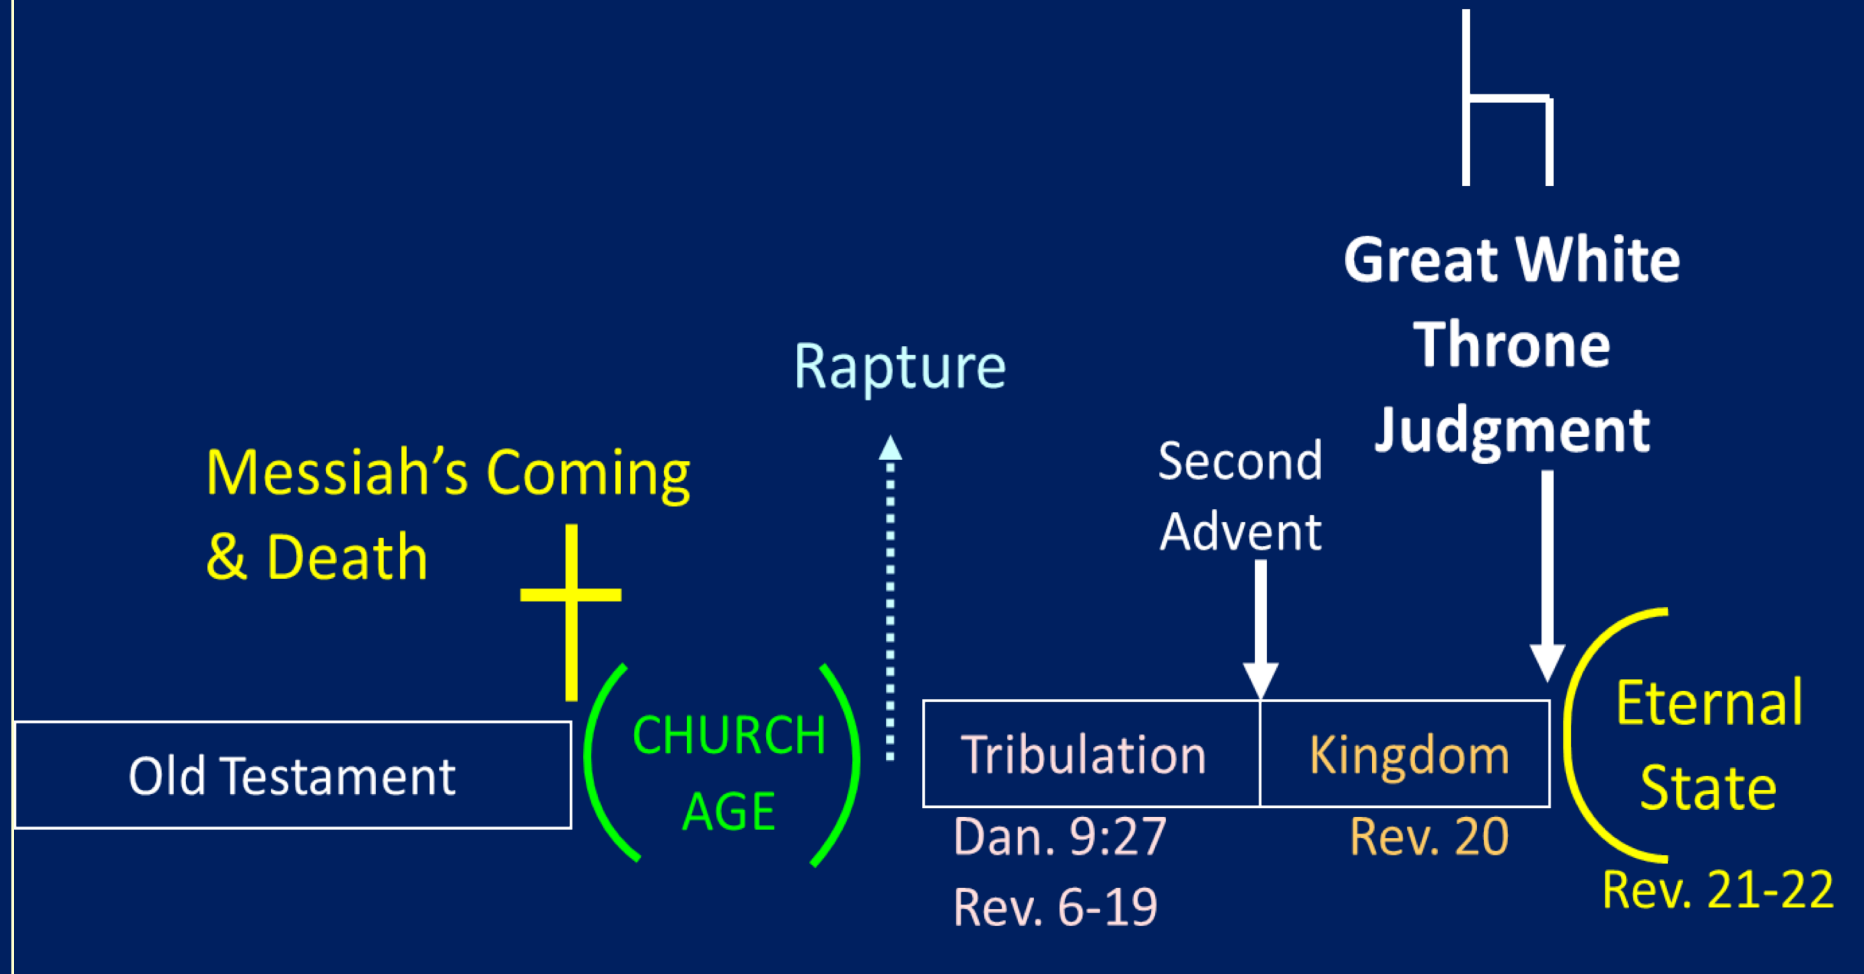 Great White
Throne
Judgment
Rapture
Second
Advent
Messiah’s Coming
& Death
Old Testament
CHURCH
AGE
Tribulation
Dan. 9:27
Rev. 6-19
Kingdom
Rev. 20
Eternal
State
Rev. 21-22